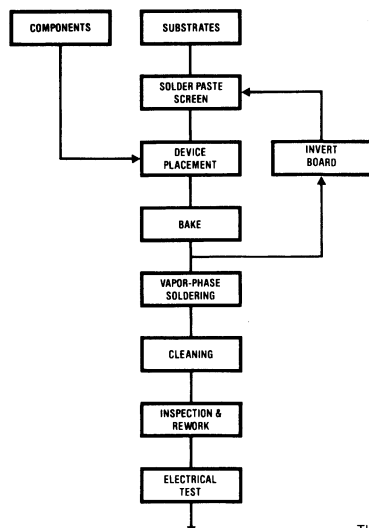 COMPONENTS
SUBSTRATES
SOLDER PASTE
SCREEN
DEVICE
PLACEMENT
INVERT
BOARD
BAKE
VAPOR-PHASE
SOLDERING
CLEANING
INSPECTION &
REWORK
ELECTRICAL
TEST